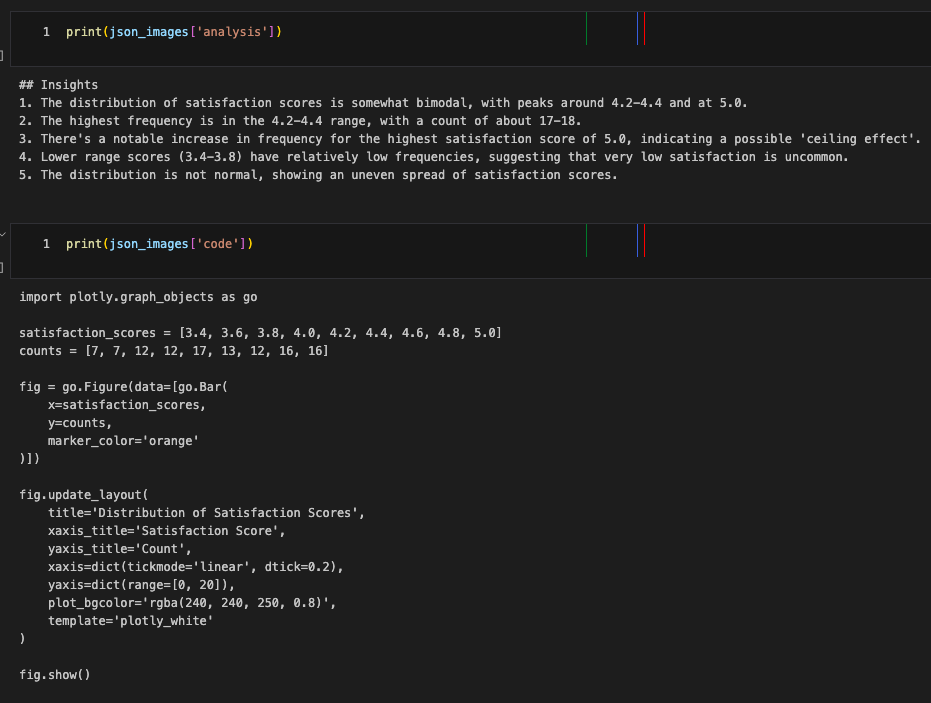 1 print(json_images['analysis'])
]
## Insights
1. The distribution of satisfaction scores is somewhat bimodal, with peaks around 4.2-4.4 and at 5.0.
2. The highest frequency is in the 4.2-4.4 range, with a count of about 17-18.
3. There's a notable increase in frequency for the highest satisfaction score of 5.0, indicating a possible 'ceiling effect'.
4. Lower range scores (3.4-3.8) have relatively low frequencies, suggesting that very low satisfaction is uncommon.
5. The distribution is not normal, showing an uneven spread of satisfaction scores.
1 print(json_images['code'])
]
import plotly.graph_objects as go

satisfaction_scores = [3.4, 3.6, 3.8, 4.0, 4.2, 4.4, 4.6, 4.8, 5.0]
counts = [7, 7, 12, 12, 17, 13, 12, 16, 16]

fig = go.Figure(data=[go.Bar(
    x=satisfaction_scores,
    y=counts,
    marker_color='orange'
)])

fig.update_layout(
    title='Distribution of Satisfaction Scores',
    xaxis_title='Satisfaction Score',
    yaxis_title='Count',
    xaxis=dict(tickmode='linear', dtick=0.2),
    yaxis=dict(range=[0, 20]),
    plot_bgcolor='rgba(240, 240, 250, 0.8)',
    template='plotly_white'
)

fig.show()